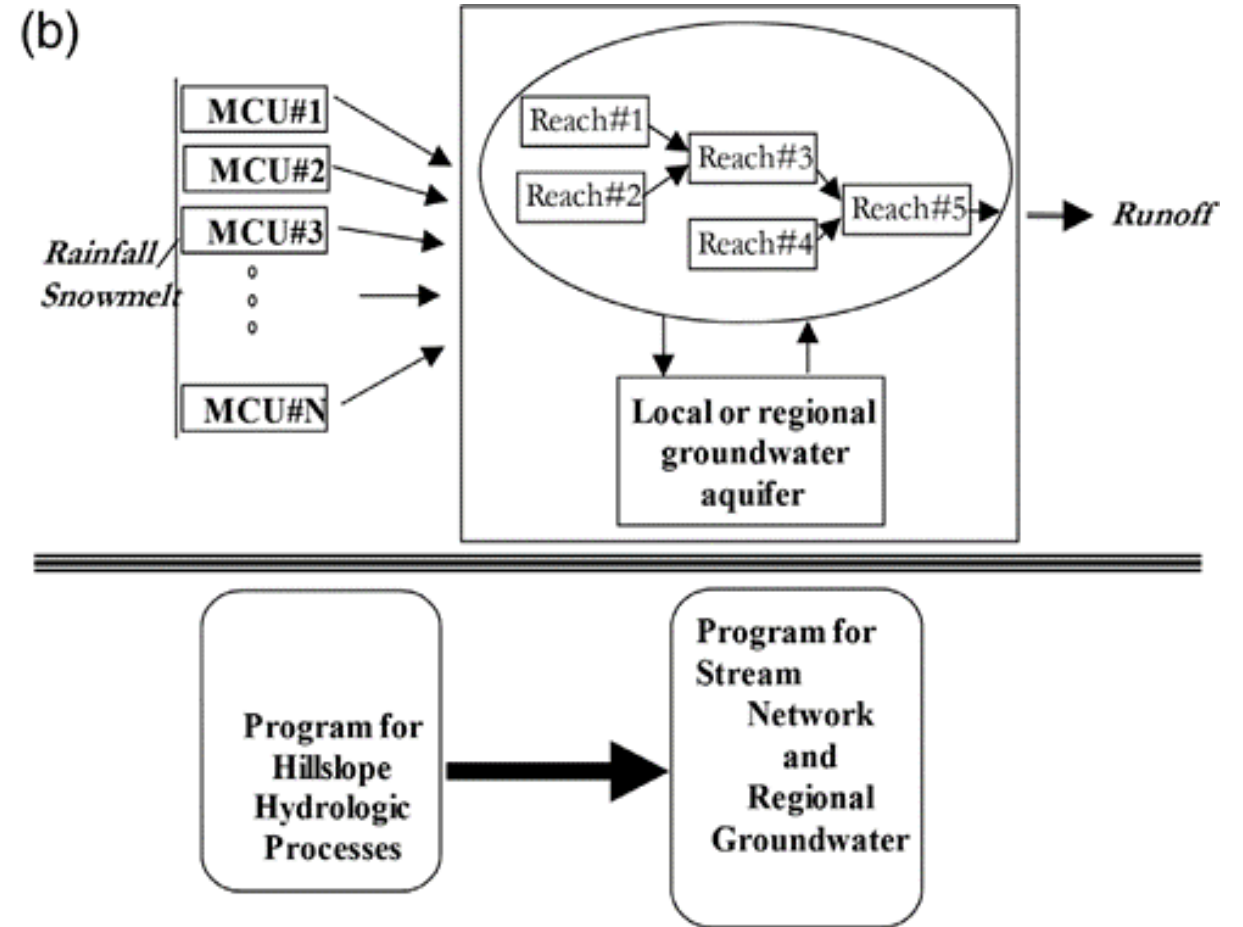 (b)
MCU#1
MCU#2
MCU#3
MCU#N
Rainfall/
Snowmelt
Reach#1
Reach#2
Reach#3
Reach#4
Reach#5
Runoff
Local or regional
groundwater
aquifer
Program for
Hillslope
Hydrologic
Processes
Program for
Stream
Network
and
Regional
Groundwater